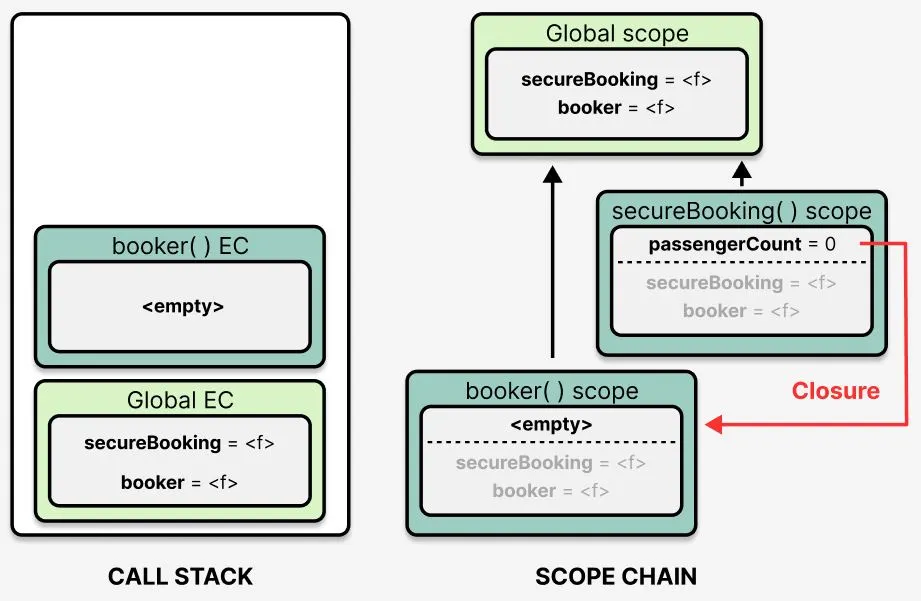 booker( ) EC
<empty>
Global EC
secureBooking = <f>
booker = <f>
CALL STACK
Global scope
secureBooking = <f>
booker = <f>
secureBooking( ) scope
passengerCount = 0
secureBooking = <f>
booker = <f>
Closure
booker( ) scope
<empty>
secureBooking = <f>
booker = <f>
SCOPE CHAIN